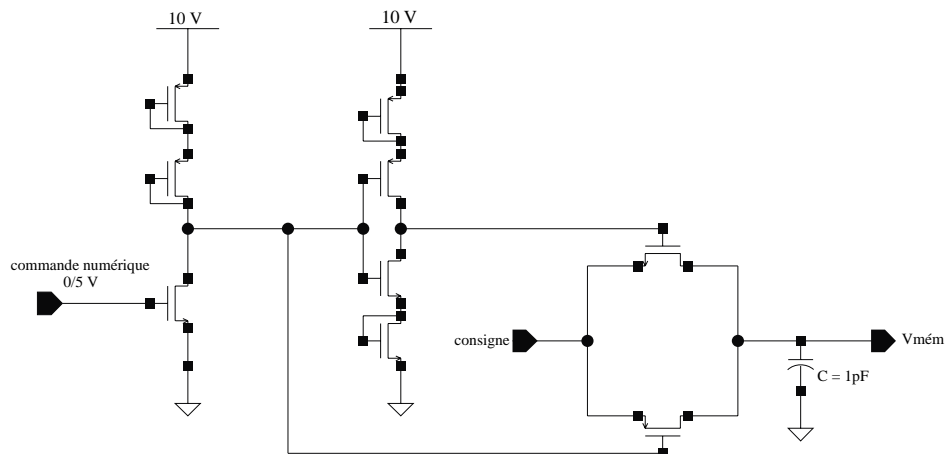 10 V
10 V
commande numérique
0/5 V
consigne
Vmém
C = 1pF